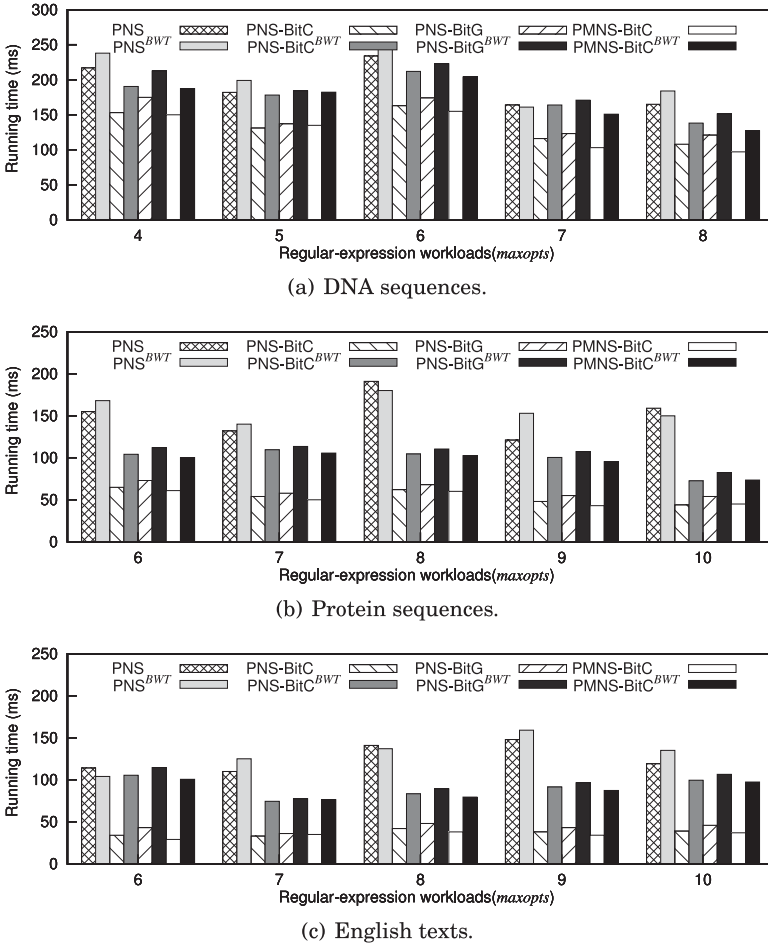 300
250
200
150
100
50
0
Running time (ms)
PNS
PNS-BitC
PNS-BitG
PMNS-BitC
PNS^BWT
PNS-BitC^BWT
PNS-BitG^BWT
PMNS-BitC^BWT
4 5 6 7 8
Regular-expression workloads(maxopts)
(a) DNA sequences.
250
200
150
100
50
0
Running time (ms)
PNS
PNS-BitC
PNS-BitG
PMNS-BitC
PNS^BWT
PNS-BitC^BWT
PNS-BitG^BWT
PMNS-BitC^BWT
6 7 8 9 10
Regular-expression workloads(maxopts)
(b) Protein sequences.
250
200
150
100
50
0
Running time (ms)
PNS
PNS-BitC
PNS-BitG
PMNS-BitC
PNS^BWT
PNS-BitC^BWT
PNS-BitG^BWT
PMNS-BitC^BWT
6 7 8 9 10
Regular-expression workloads(maxopts)
(c) English texts.